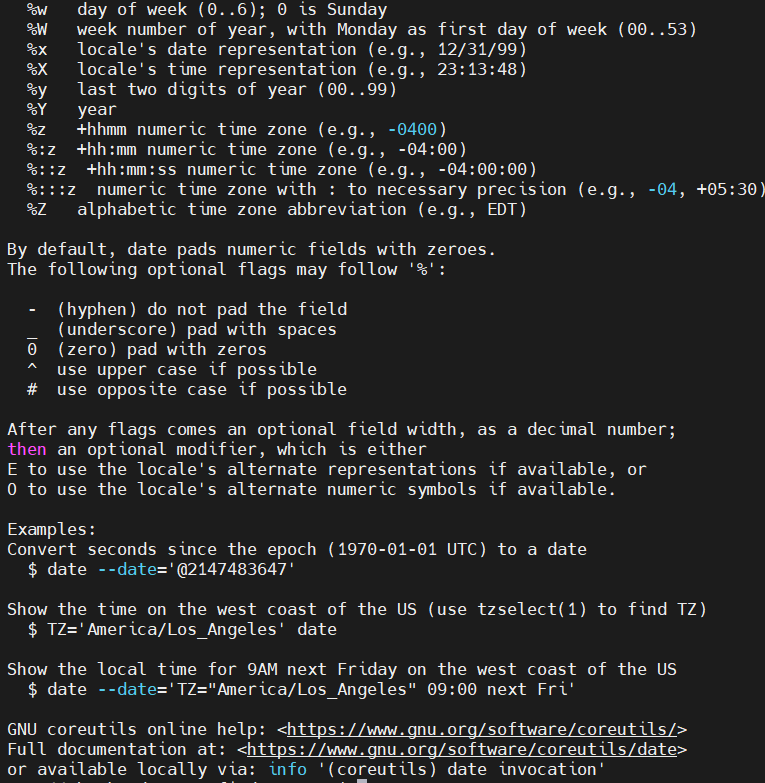 %w   day of week (0..6); 0 is Sunday
%W   week number of year, with Monday as first day of week (00..53)
%x   locale's date representation (e.g., 12/31/99)
%X   locale's time representation (e.g., 23:13:48)
%y   last two digits of year (00..99)
%Y   year
%z   +hhmm numeric time zone (e.g., -0400)
%:z  +hh:mm numeric time zone (e.g., -04:00)
%::z  +hh:mm:ss numeric time zone (e.g., -04:00:00)
%:::z  numeric time zone with : to necessary precision (e.g., -04, +05:30)
%Z   alphabetic time zone abbreviation (e.g., EDT)
By default, date pads numeric fields with zeroes.
The following optional flags may follow '%':
-  (hyphen) do not pad the field
_  (underscore) pad with spaces
0  (zero) pad with zeros
^  use upper case if possible
#  use opposite case if possible
After any flags comes an optional field width, as a decimal number;
then an optional modifier, which is either
E to use the locale's alternate representations if available, or
O to use the locale's alternate numeric symbols if available.
Examples:
Convert seconds since the epoch (1970-01-01 UTC) to a date
$ date --date='@2147483647'
Show the time on the west coast of the US (use tzselect(1) to find TZ)
$ TZ='America/Los_Angeles' date
Show the local time for 9AM next Friday on the west coast of the US
$ date --date='TZ="America/Los_Angeles" 09:00 next Fri'
GNU coreutils online help: <https://www.gnu.org/software/coreutils/>
Full documentation at: <https://www.gnu.org/software/coreutils/date>
or available locally via: info '(coreutils) date invocation'